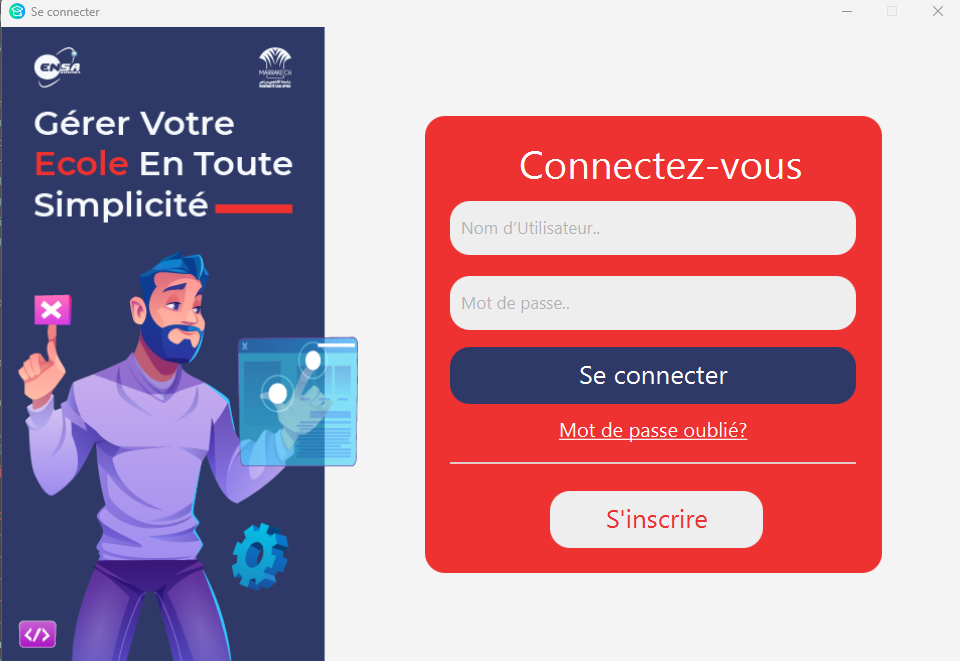 Se connecter
ENSA
MARRAKECH
Gérer Votre
Ecole En Toute
Simplicité
X
</>
Connectez-vous
Nom d'Utilisateur..
Mot de passe..
Se connecter
Mot de passe oublié?
S'inscrire